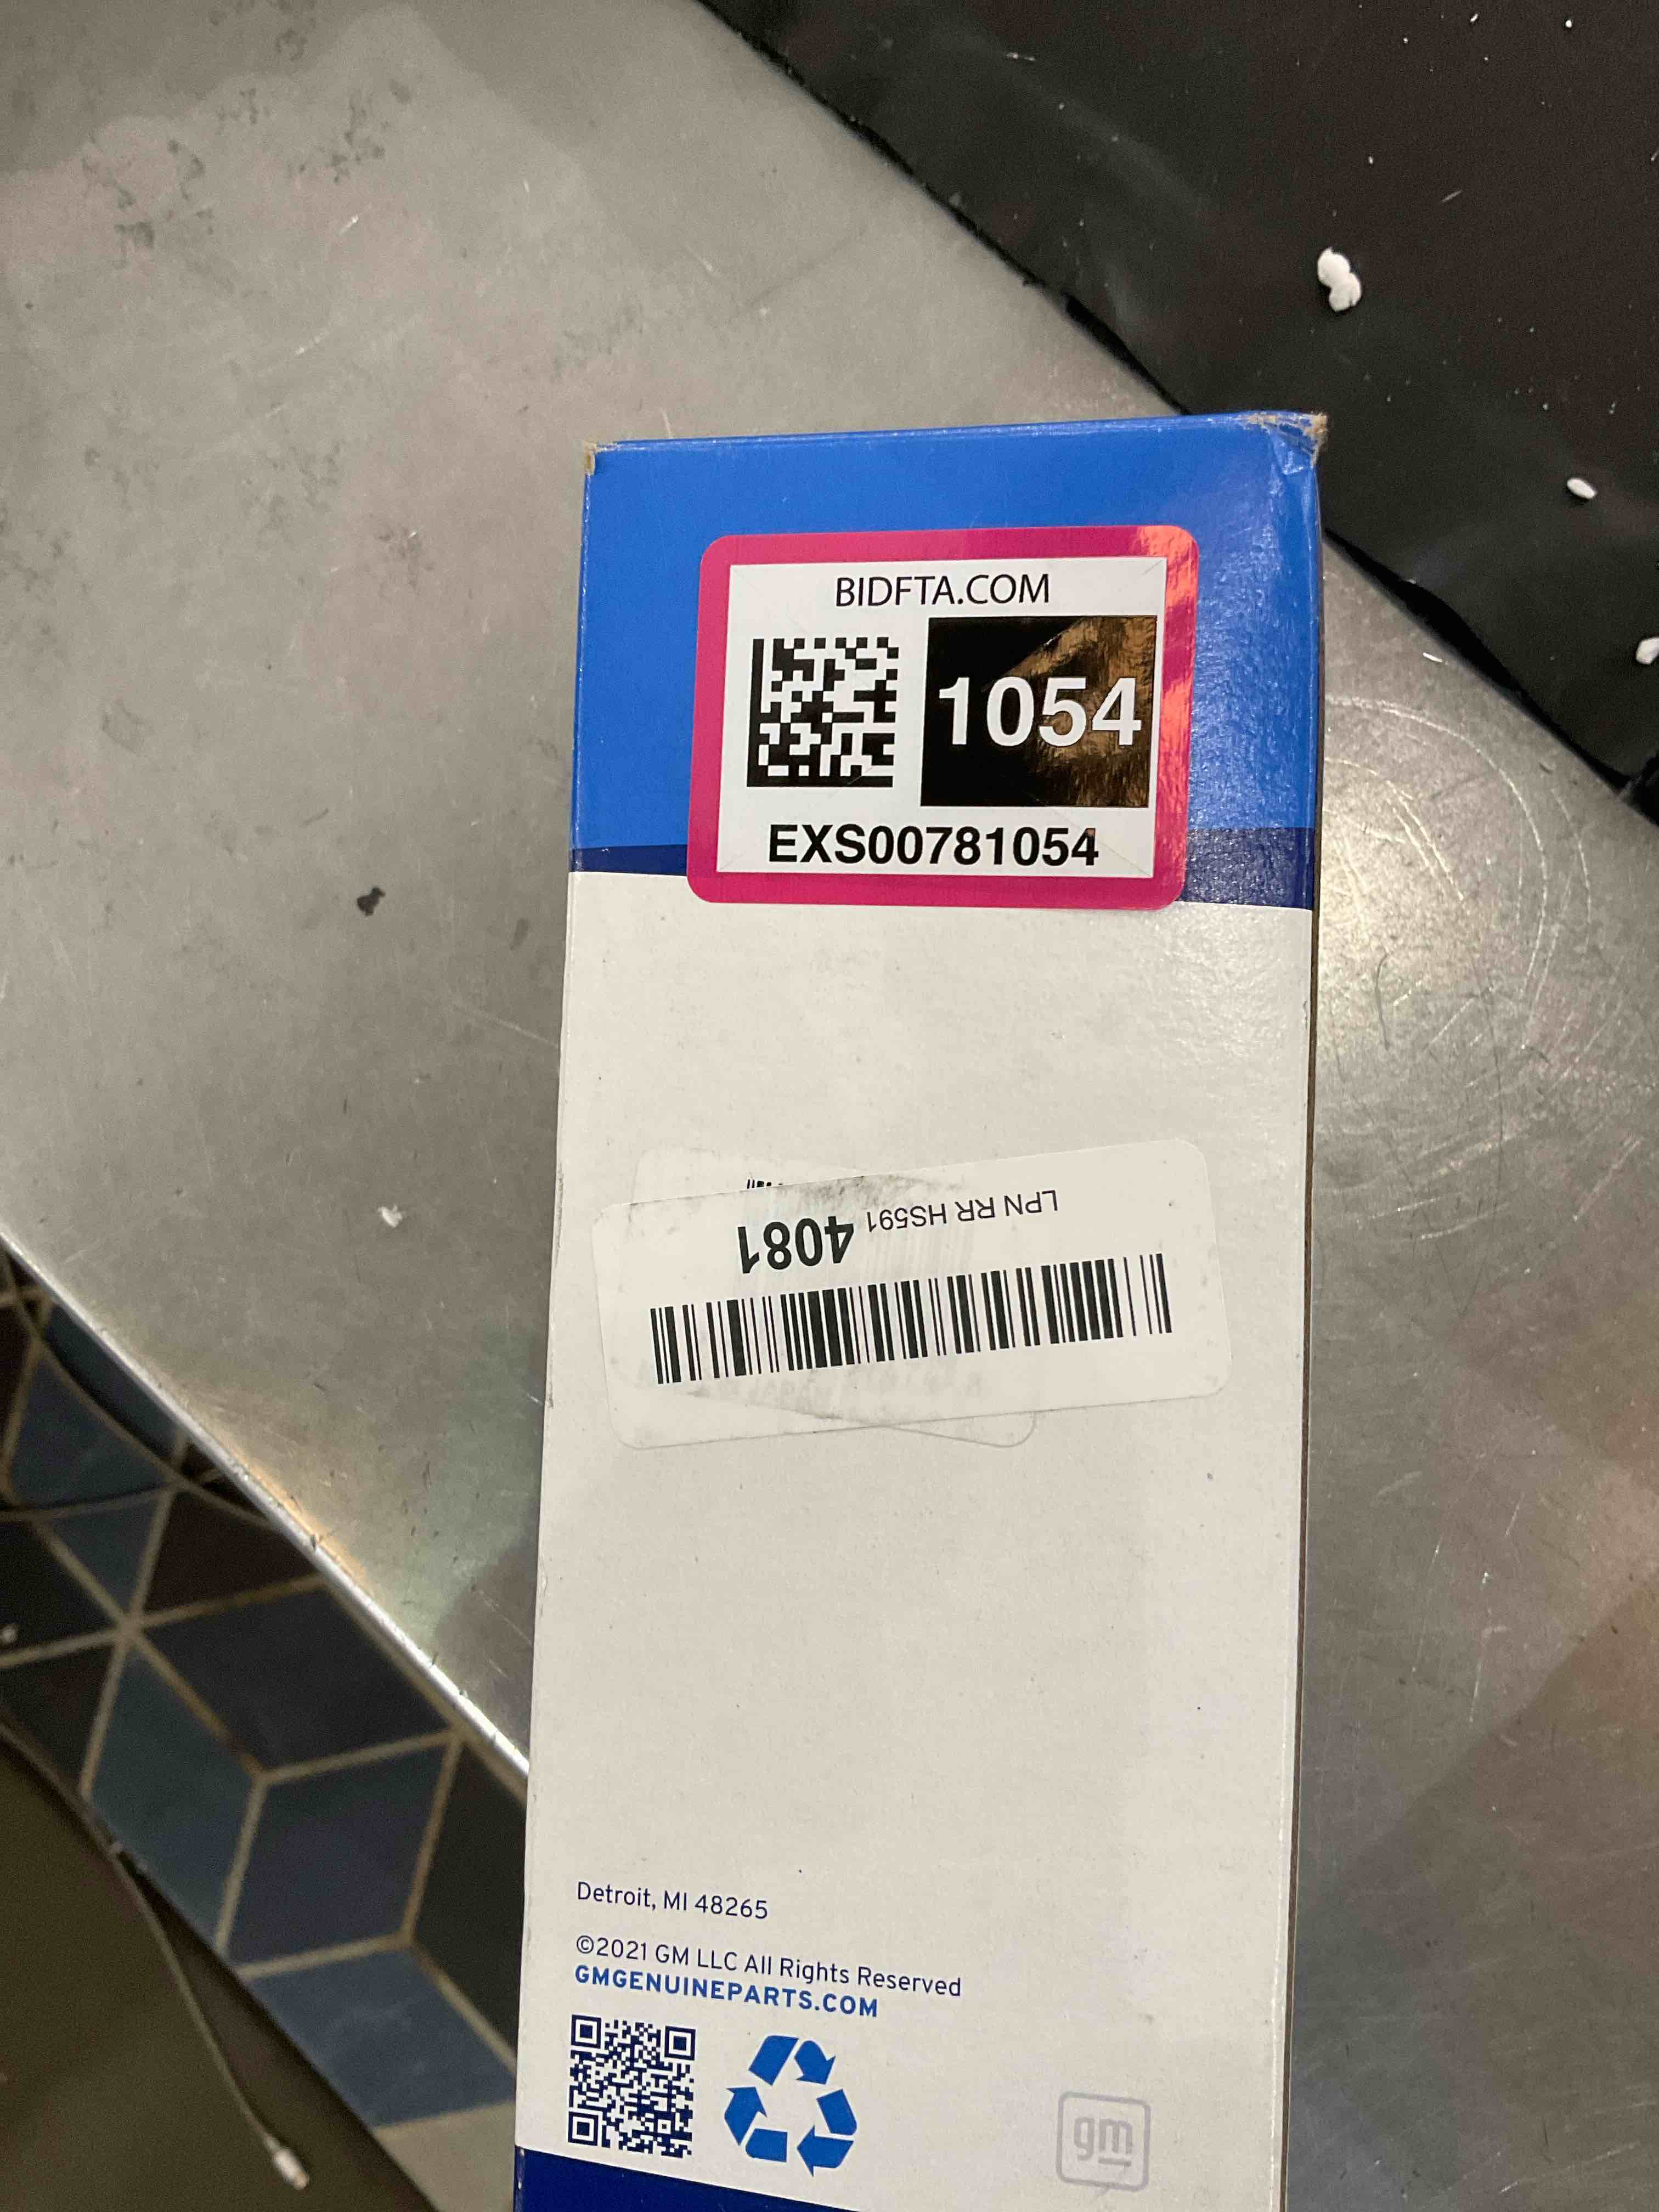 BIDFTA.COM
1054
EXS00781054
LPN RR HS591 4081
Detroit, MI 48265
©2021 GM LLC All Rights Reserved
GMGENUINEPARTS.COM
gm